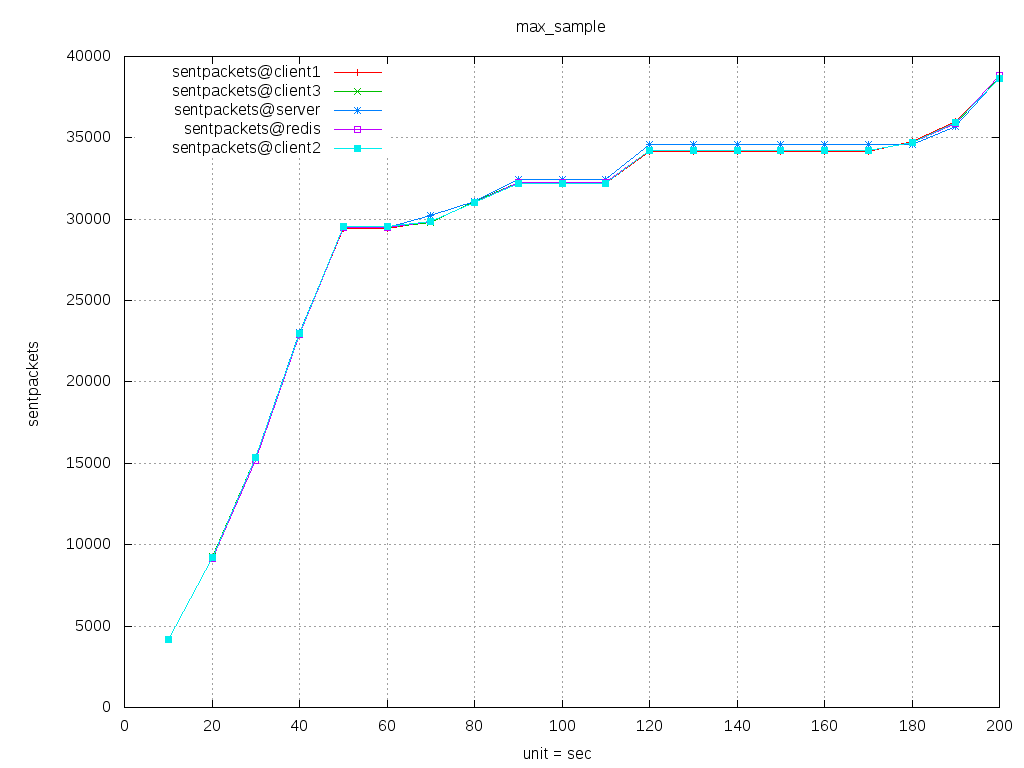 max_sample
40000
35000
30000
25000
20000
15000
10000
5000
0
sentpackets
sentpackets@client1
sentpackets@client3
sentpackets@server
sentpackets@redis
sentpackets@client2
0 20 40 60 80 100 120 140 160 180 200
unit = sec